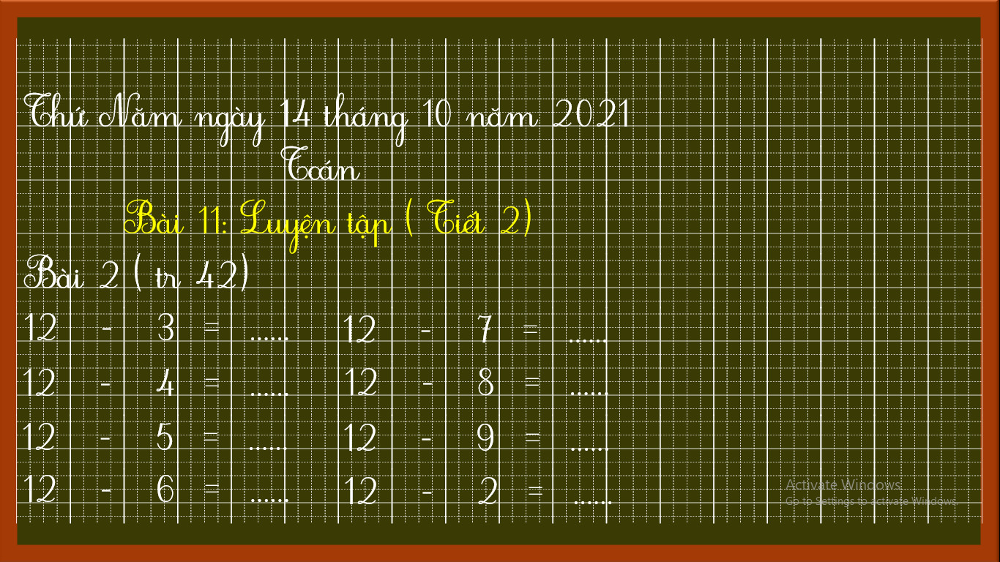 Thứ Năm ngày 14 tháng 10 năm 2021
Toán
Bài 11: Luyện tập ( Tiết 2)
Bài 2 ( tr 42)
12 - 3 = ...... 12 - 7 = ......
12 - 4 = ...... 12 - 8 = ......
12 - 5 = ...... 12 - 9 = ......
12 - 6 = ...... 12 - 2 = ......
Activate Windows
Go to Settings to activate Windows.